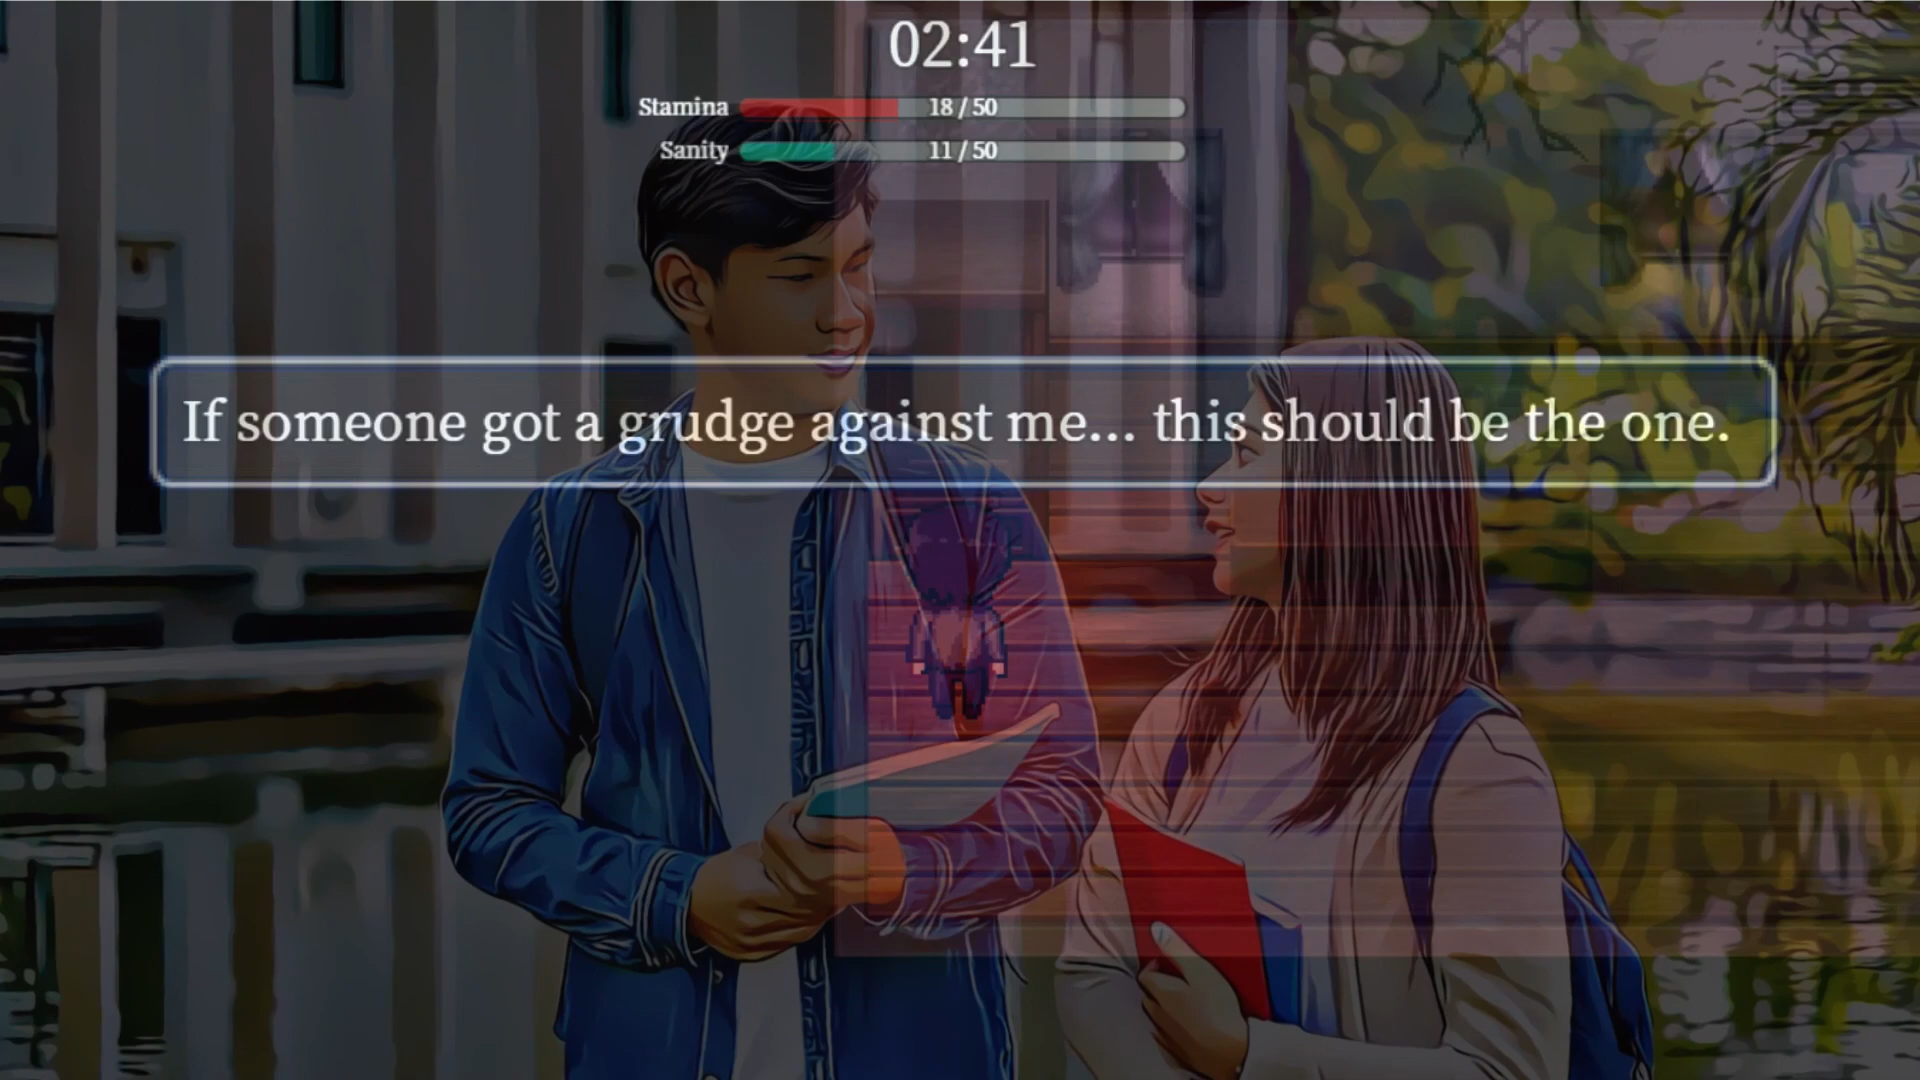 02:41
Stamina 18 / 50
Sanity 11 / 50
If someone got a grudge against me... this should be the one.